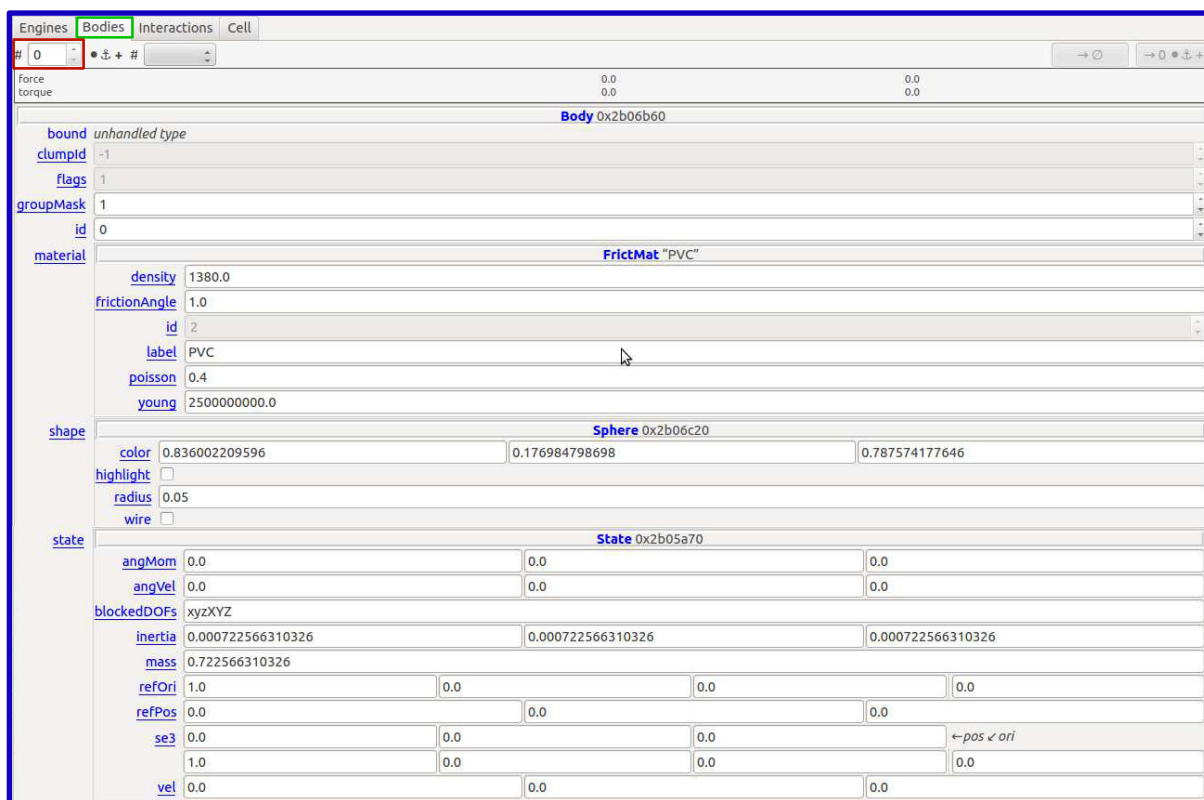 Engines Bodies Interactions Cell
# 0 ●⚓+ # →∅ →0 ●⚓+
force 0.0 0.0
torque 0.0 0.0
Body 0x2b06b60
bound unhandled type
clumpId -1
flags 1
groupMask 1
id 0
material FrictMat “PVC”
density 1380.0
frictionAngle 1.0
id 2
label PVC
poisson 0.4
young 2500000000.0
shape Sphere 0x2b06c20
color 0.836002209596 0.176984798698 0.787574177646
highlight
radius 0.05
wire
state State 0x2b05a70
angMom 0.0 0.0 0.0
angVel 0.0 0.0 0.0
blockedDOFs xyzXYZ
inertia 0.000722566310326 0.000722566310326 0.000722566310326
mass 0.722566310326
refOri 1.0 0.0 0.0 0.0
refPos 0.0 0.0 0.0
se3 0.0 0.0 0.0 ←pos ↙ ori
1.0 0.0 0.0 0.0
vel 0.0 0.0 0.0